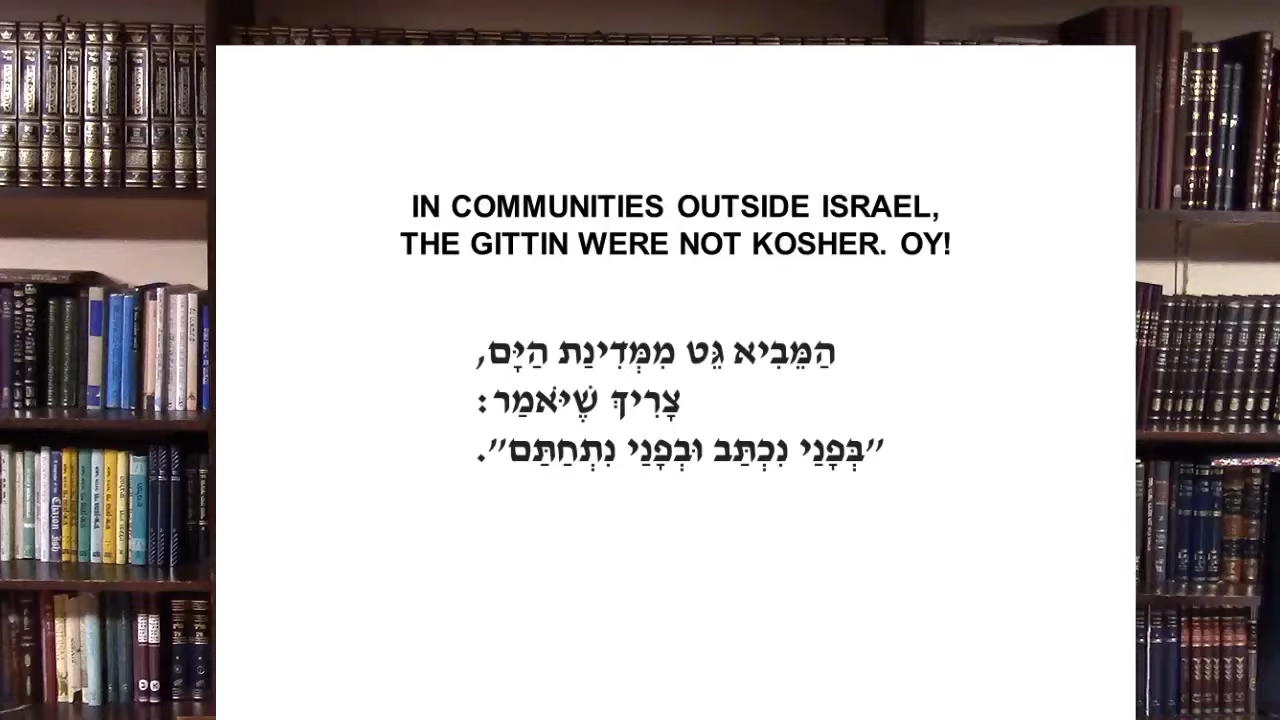 IN COMMUNITIES OUTSIDE ISRAEL,
THE GITTIN WERE NOT KOSHER. OY!
הַמֵּבִיא גֵּט מִמְּדִינַת הַיָּם,
צָרִיךְ שֶׁיֹּאמַר:
״בְּפָנַי נִכְתַּב וּבְפָנַי נִתְחַתַּם״.